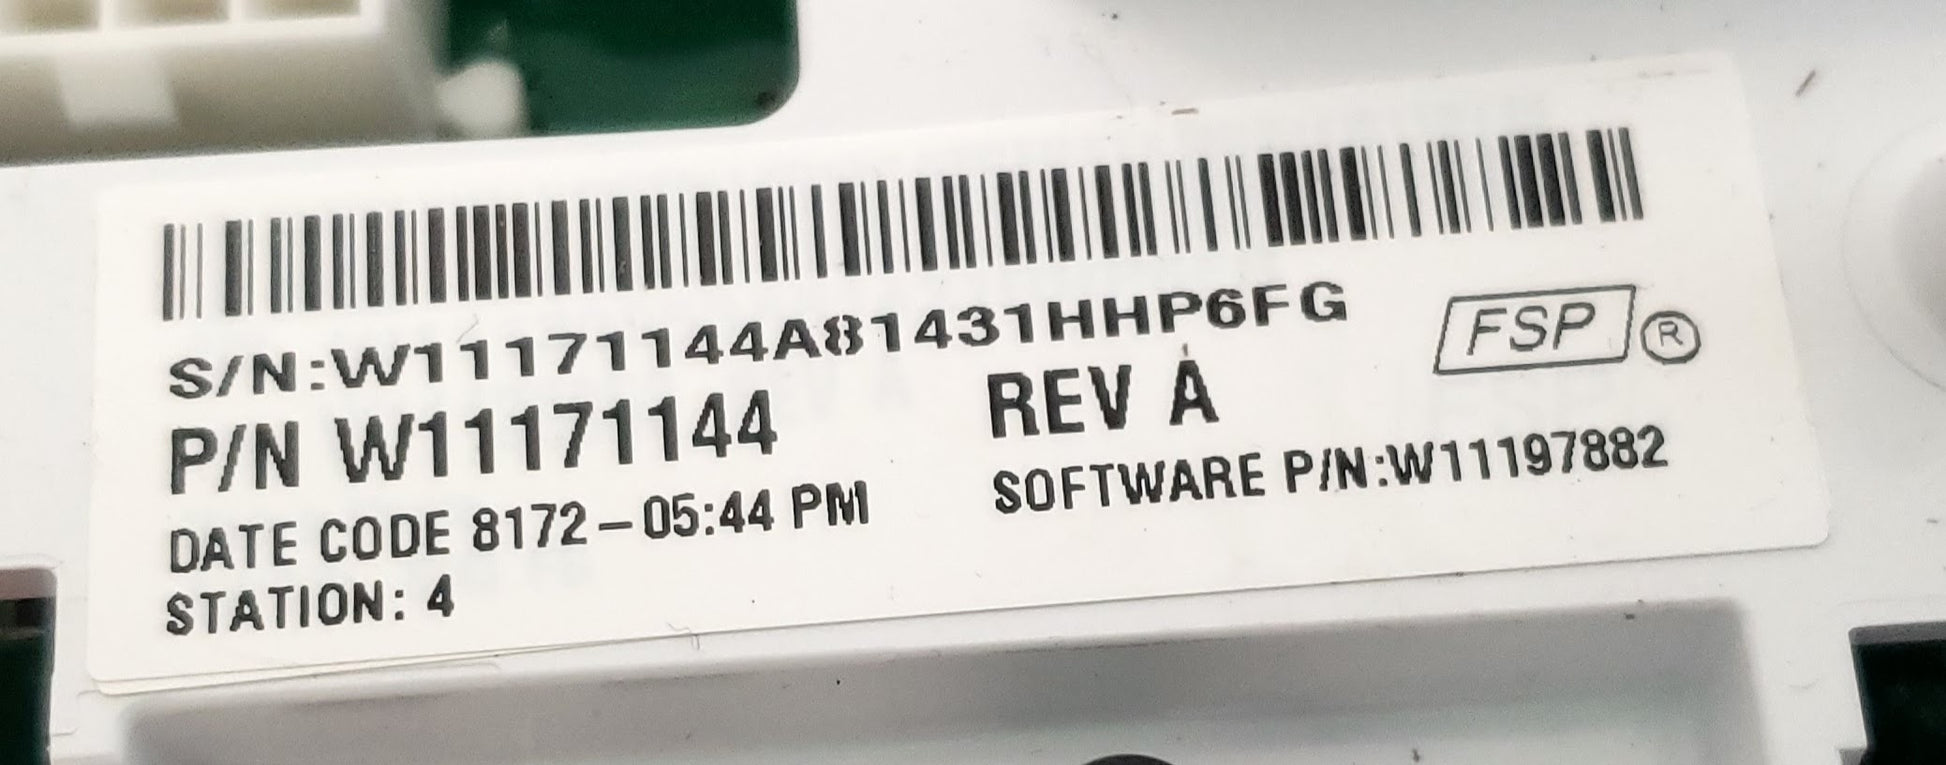 S/N:W11171144A81431HHP6FG
P/N W11171144 REV A
FSP ®
DATE CODE 8172-05:44 PM
SOFTWARE P/N:W11197882
STATION: 4